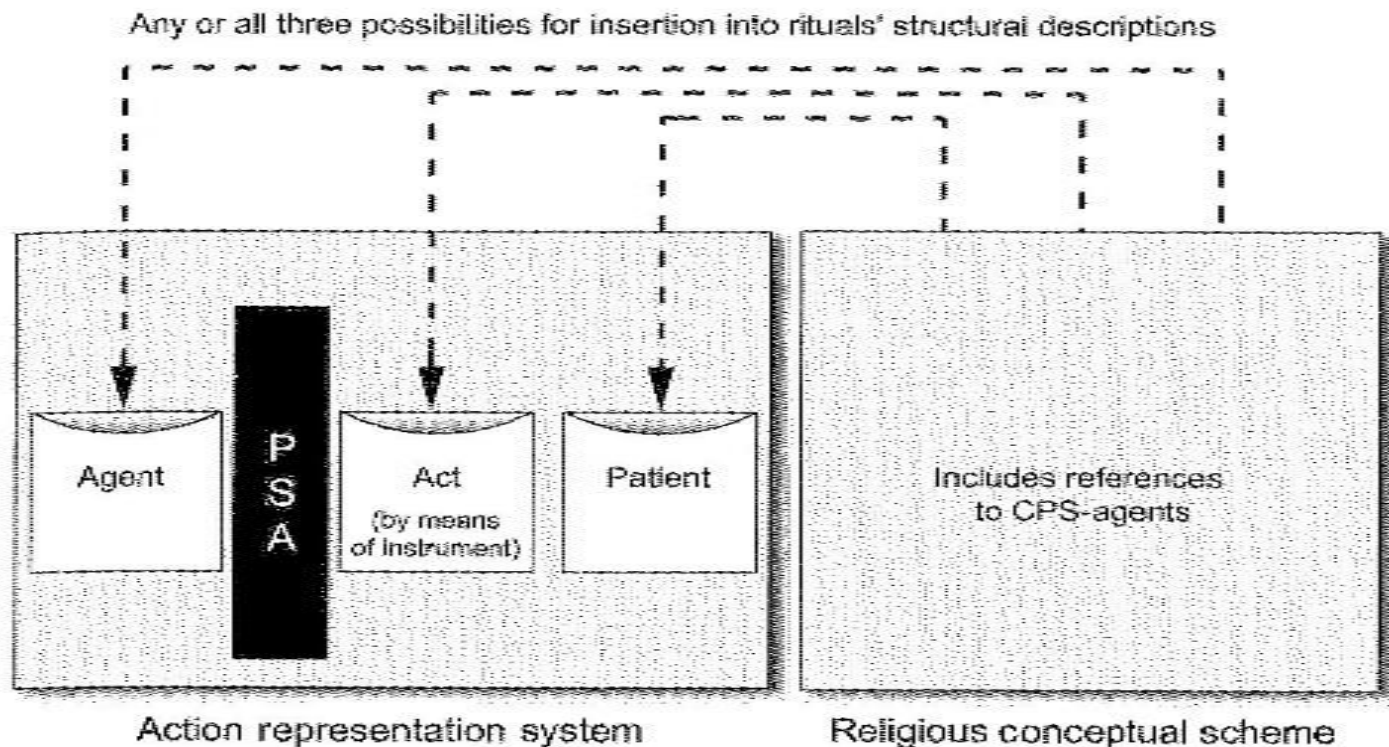 Any or all three possibilities for insertion into rituals' structural descriptions
Agent
P
S
A
Act
(by means
of instrument)
Patient
Includes references
to CPS-agents
Action representation system
Religious conceptual scheme